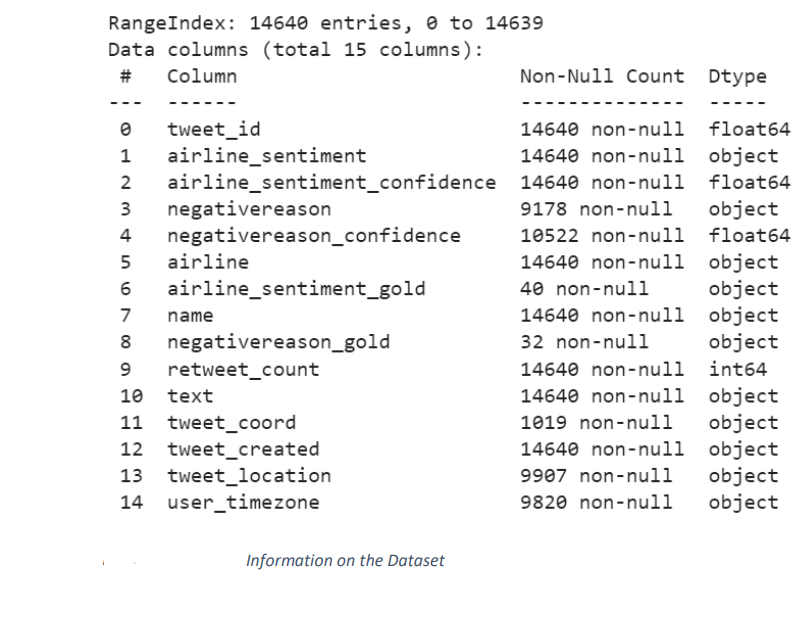 RangeIndex: 14640 entries, 0 to 14639
Data columns (total 15 columns):
 #   Column                        Non-Null Count  Dtype
---  ------                        --------------  -----
 0   tweet_id                      14640 non-null  float64
 1   airline_sentiment             14640 non-null  object
 2   airline_sentiment_confidence  14640 non-null  float64
 3   negativereason                9178 non-null   object
 4   negativereason_confidence     10522 non-null  float64
 5   airline                       14640 non-null  object
 6   airline_sentiment_gold        40 non-null     object
 7   name                          14640 non-null  object
 8   negativereason_gold           32 non-null     object
 9   retweet_count                 14640 non-null  int64
 10  text                          14640 non-null  object
 11  tweet_coord                   1019 non-null   object
 12  tweet_created                 14640 non-null  object
 13  tweet_location                9907 non-null   object
 14  user_timezone                 9820 non-null   object
Information on the Dataset